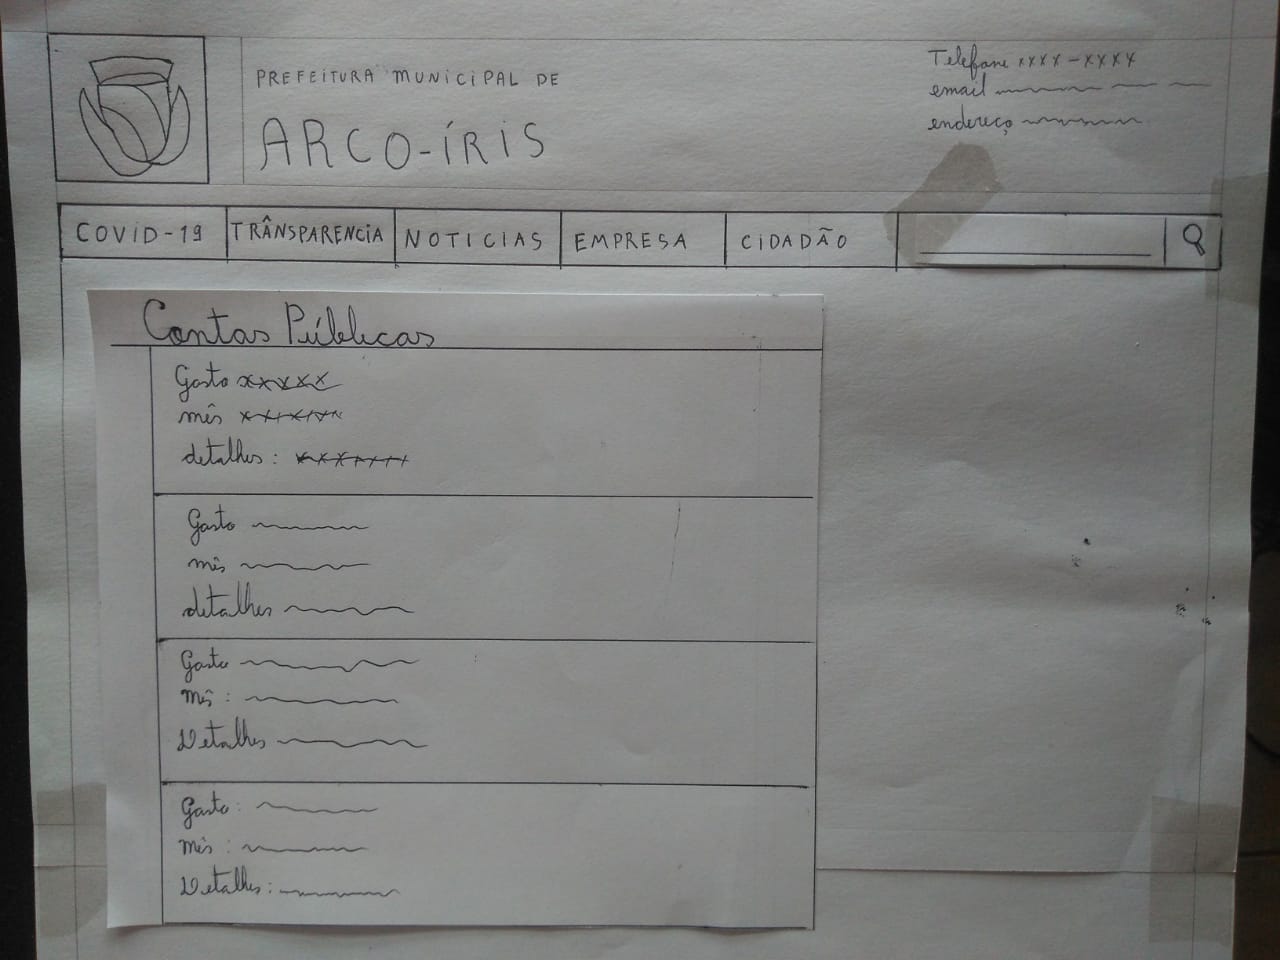 PREFEITURA MUNICIPAL DE
ARCO-ÍRIS
Telefone xxxx-xxxx
email
endereço
COVID-19 TRÂNSPARENCIA NOTICIAS EMPRESA CIDADÃO
Contas Públicas
Gasto xxxxx
mês xxxxxx
detalhes: xxxxxxx
Gasto
mês
detalhes
Gasto
mês:
Detalhes
Gasto:
mês:
Detalhes: